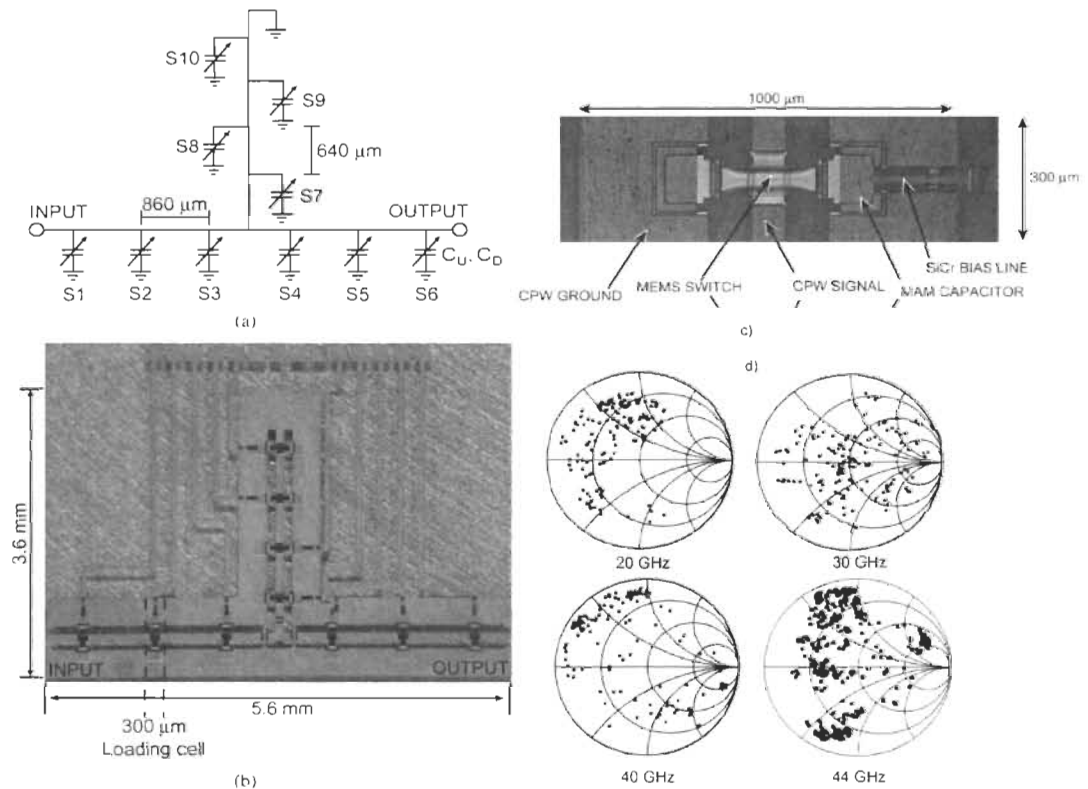 S10
S9
S8
640 µm
S7
INPUT
860 µm
OUTPUT
C_U, C_D
S1 S2 S3 S4 S5 S6
(a)
3.6 mm
INPUT
OUTPUT
5.6 mm
300 µm
Loading cell
(b)
1000 µm
300 µm
SiCr BIAS LINE
CPW GROUND MEMS SWITCH CPW SIGNAL MAM CAPACITOR
c)
d)
20 GHz 30 GHz
40 GHz 44 GHz